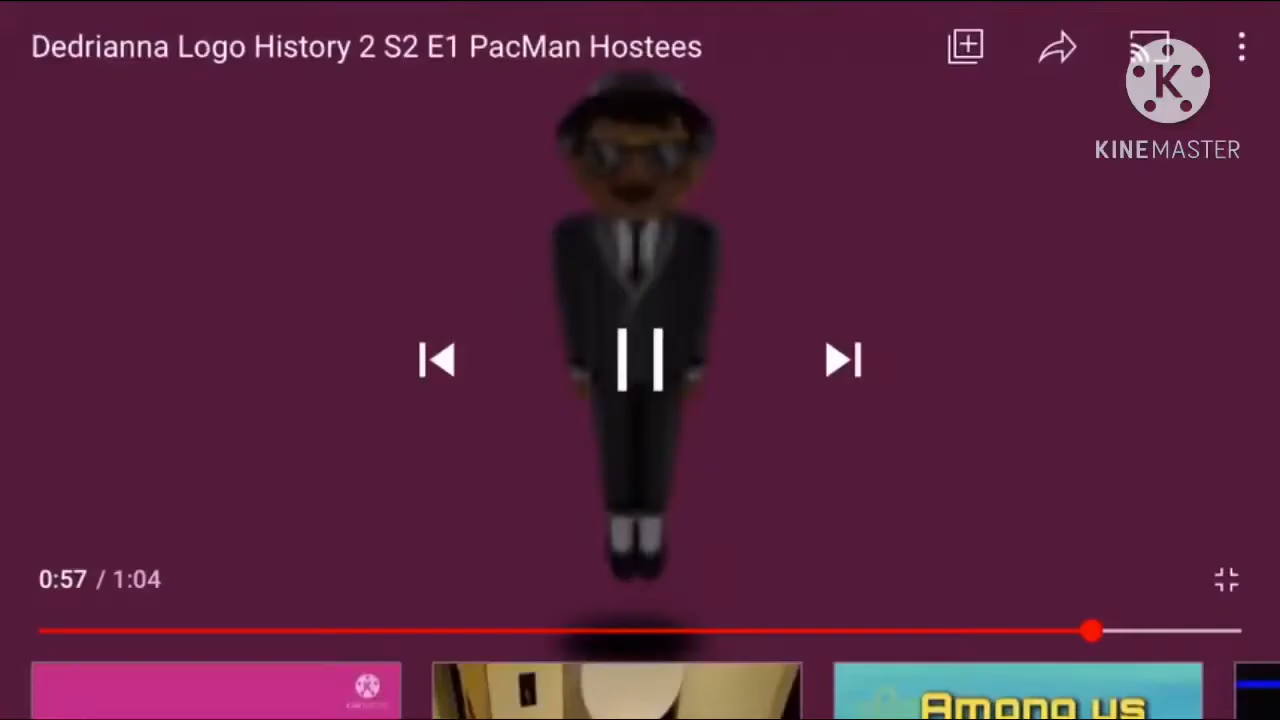 Dedrianna Logo History 2 S2 E1 PacMan Hostees
K
KINEMASTER
0:57 / 1:04
Among us